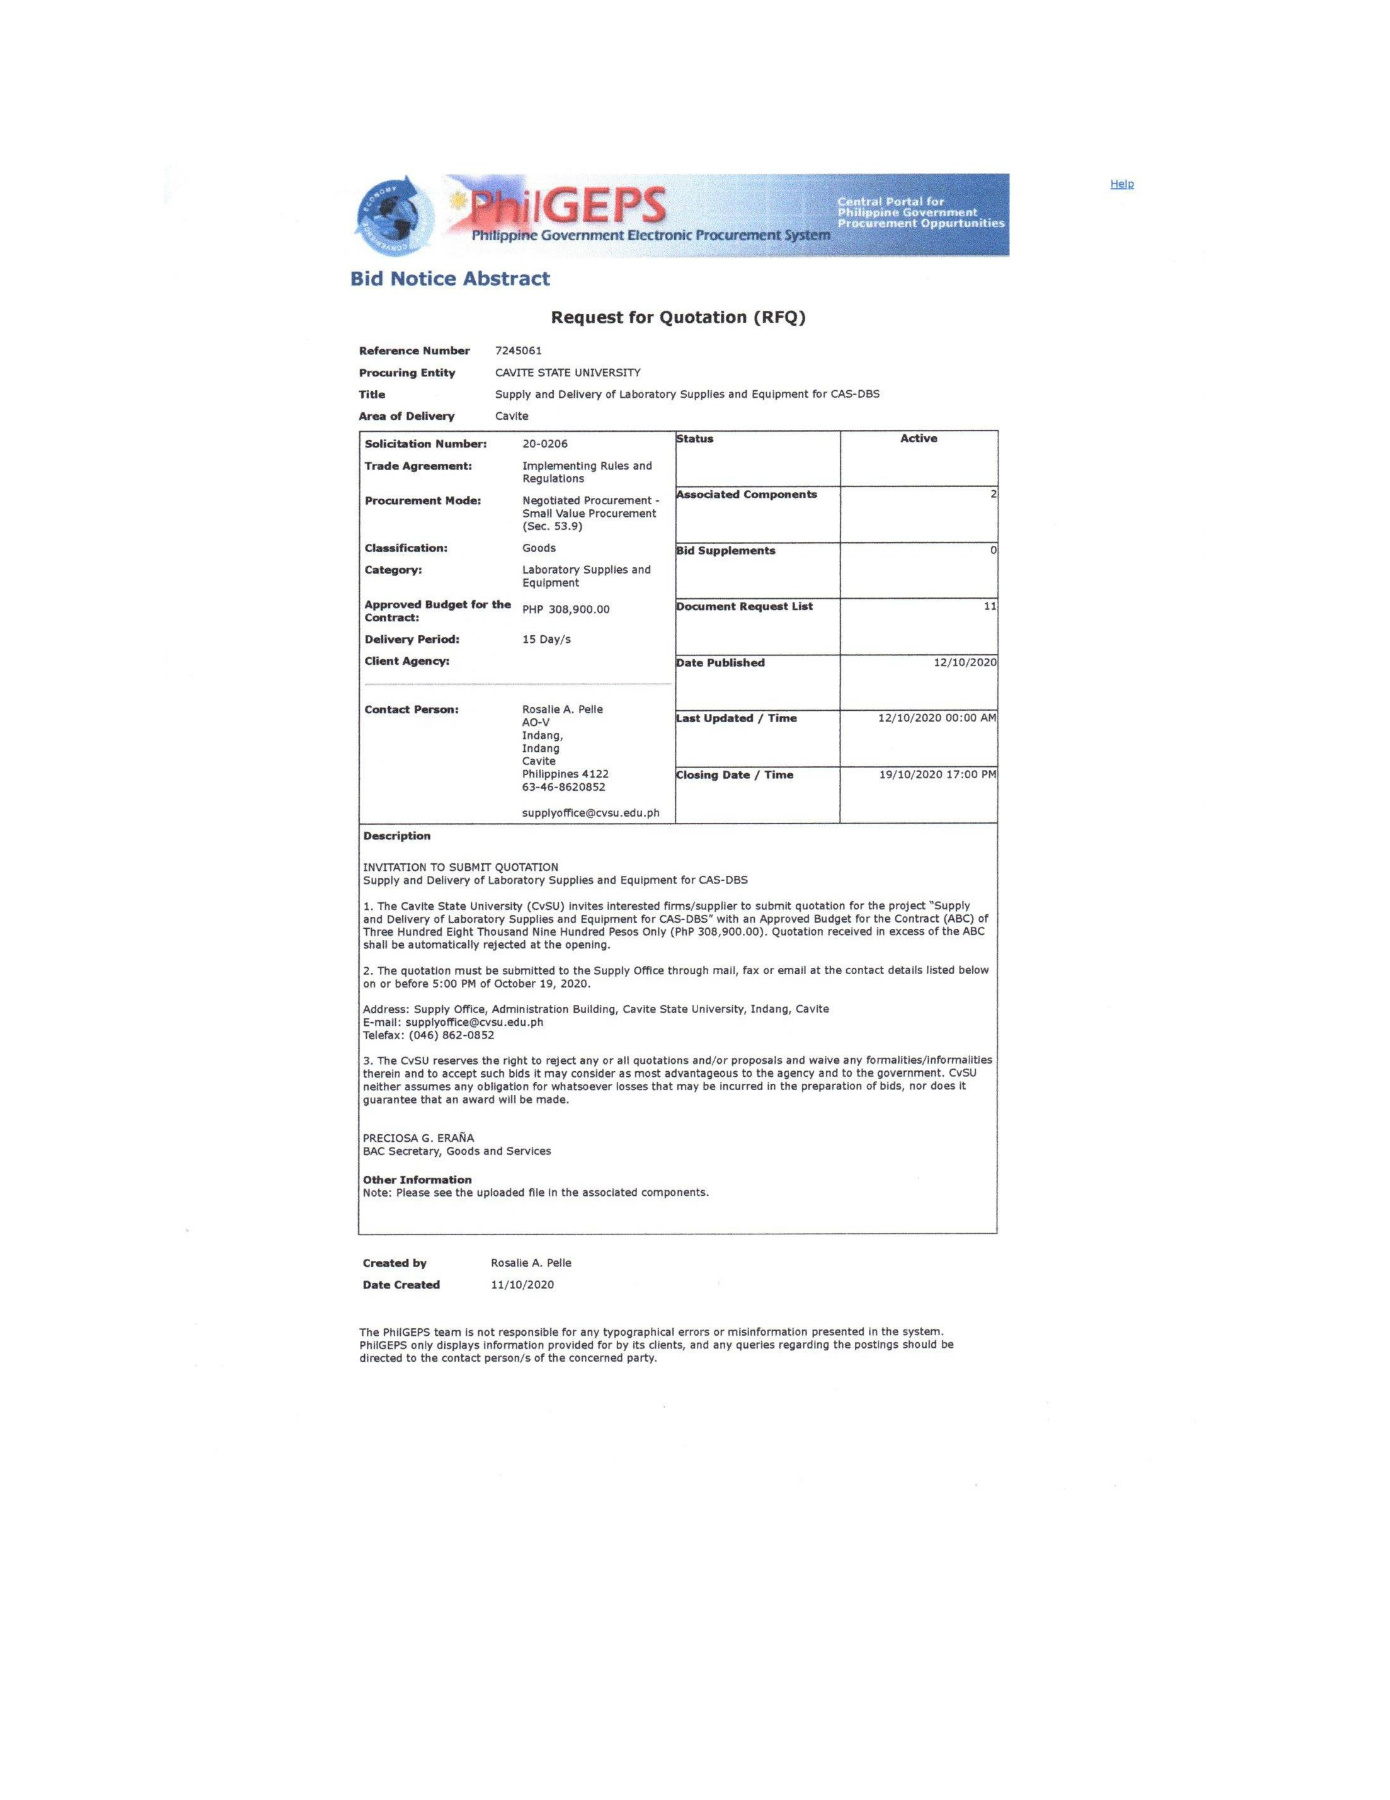 Help
ECONOMY
PhilGEPS
Philippine Government Electronic Procurement System
Central Portal for
Philippine Government
Procurement Oppurtunities
Bid Notice Abstract
Request for Quotation (RFQ)
Reference Number 7245061
Procuring Entity CAVITE STATE UNIVERSITY
Title Supply and Delivery of Laboratory Supplies and Equipment for CAS-DBS
Area of Delivery Cavite
Solicitation Number: 20-0206
Trade Agreement: Implementing Rules and
Regulations
Procurement Mode: Negotiated Procurement -
Small Value Procurement
(Sec. 53.9)
Classification: Goods
Category: Laboratory Supplies and
Equipment
Approved Budget for the
Contract: PHP 308,900.00
Delivery Period: 15 Day/s
Client Agency:
Contact Person: Rosalie A. Pelle
AO-V
Indang,
Indang
Cavite
Philippines 4122
63-46-8620852
supplyoffice@cvsu.edu.ph
Status Active
Associated Components 2
Bid Supplements 0
Document Request List 11
Date Published 12/10/2020
Last Updated / Time 12/10/2020 00:00 AM
Closing Date / Time 19/10/2020 17:00 PM
Description
INVITATION TO SUBMIT QUOTATION
Supply and Delivery of Laboratory Supplies and Equipment for CAS-DBS
1. The Cavite State University (CvSU) invites interested firms/supplier to submit quotation for the project "Supply
and Delivery of Laboratory Supplies and Equipment for CAS-DBS" with an Approved Budget for the Contract (ABC) of
Three Hundred Eight Thousand Nine Hundred Pesos Only (PhP 308,900.00). Quotation received in excess of the ABC
shall be automatically rejected at the opening.
2. The quotation must be submitted to the Supply Office through mail, fax or email at the contact details listed below
on or before 5:00 PM of October 19, 2020.
Address: Supply Office, Administration Building, Cavite State University, Indang, Cavite
E-mail: supplyoffice@cvsu.edu.ph
Telefax: (046) 862-0852
3. The CvSU reserves the right to reject any or all quotations and/or proposals and waive any formalities/informalities
therein and to accept such bids it may consider as most advantageous to the agency and to the government. CvSU
neither assumes any obligation for whatsoever losses that may be incurred in the preparation of bids, nor does it
guarantee that an award will be made.
PRECIOSA G. ERAÑA
BAC Secretary, Goods and Services
Other Information
Note: Please see the uploaded file in the associated components.
Created by Rosalie A. Pelle
Date Created 11/10/2020
The PhilGEPS team is not responsible for any typographical errors or misinformation presented in the system.
PhilGEPS only displays information provided for by its clients, and any queries regarding the postings should be
directed to the contact person/s of the concerned party.